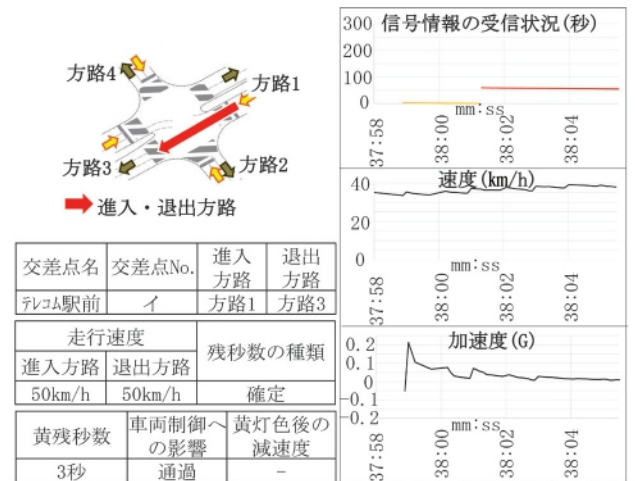 方路4
方路1
方路3
方路2
進入・退出方路
交差点名 交差点No. 進入方路 退出方路
テレコム駅前 イ 方路1 方路3
走行速度 残秒数の種類
進入方路 退出方路
50km/h 50km/h 確定
黄残秒数 車両制御への影響 黄灯色後の減速度
3秒 通過 -
信号情報の受信状況(秒)
300
200
100
0
mm:ss
37:58 38:00 38:02 38:04
速度(km/h)
40
20
0
mm:ss
37:58 38:00 38:02 38:04
加速度(G)
0.2
0.1
0
-0.1
-0.2
mm:ss
37:58 38:00 38:02 38:04